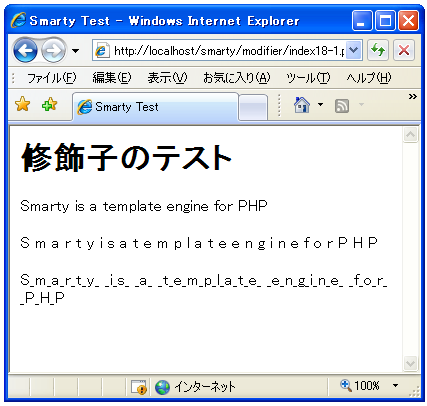 Smarty Test - Windows Internet Explorer
http://localhost/smarty/modifier/index18-1.p
ファイル(F) 編集(E) 表示(V) お気に入り(A) ツール(T) ヘルプ(H)
Smarty Test
修飾子のテスト
Smarty is a template engine for PHP
S m a r t y i s a t e m p l a t e e n g i n e f o r P H P
S_m_a_r_t_y_ _i_s_ _a_ _t_e_m_p_l_a_t_e_ _e_n_g_i_n_e_ _f_o_r_
_P_H_P
インターネット 100%